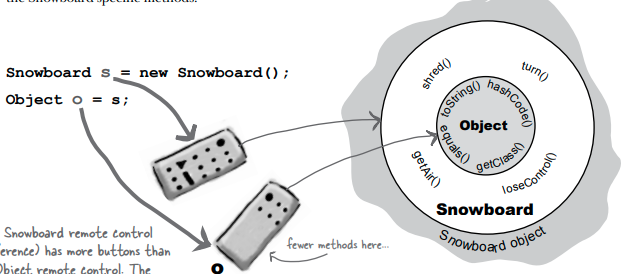 the Snowboard specific methods.
Snowboard s = new Snowboard();
Object o = s;
Snowboard remote control
erence) has more buttons than
bject remote control. The
o
fewer methods here...
shred()
turn()
toString()
hashCode()
Object
equals()
getClass()
getAir()
loseControl()
Snowboard
Snowboard object